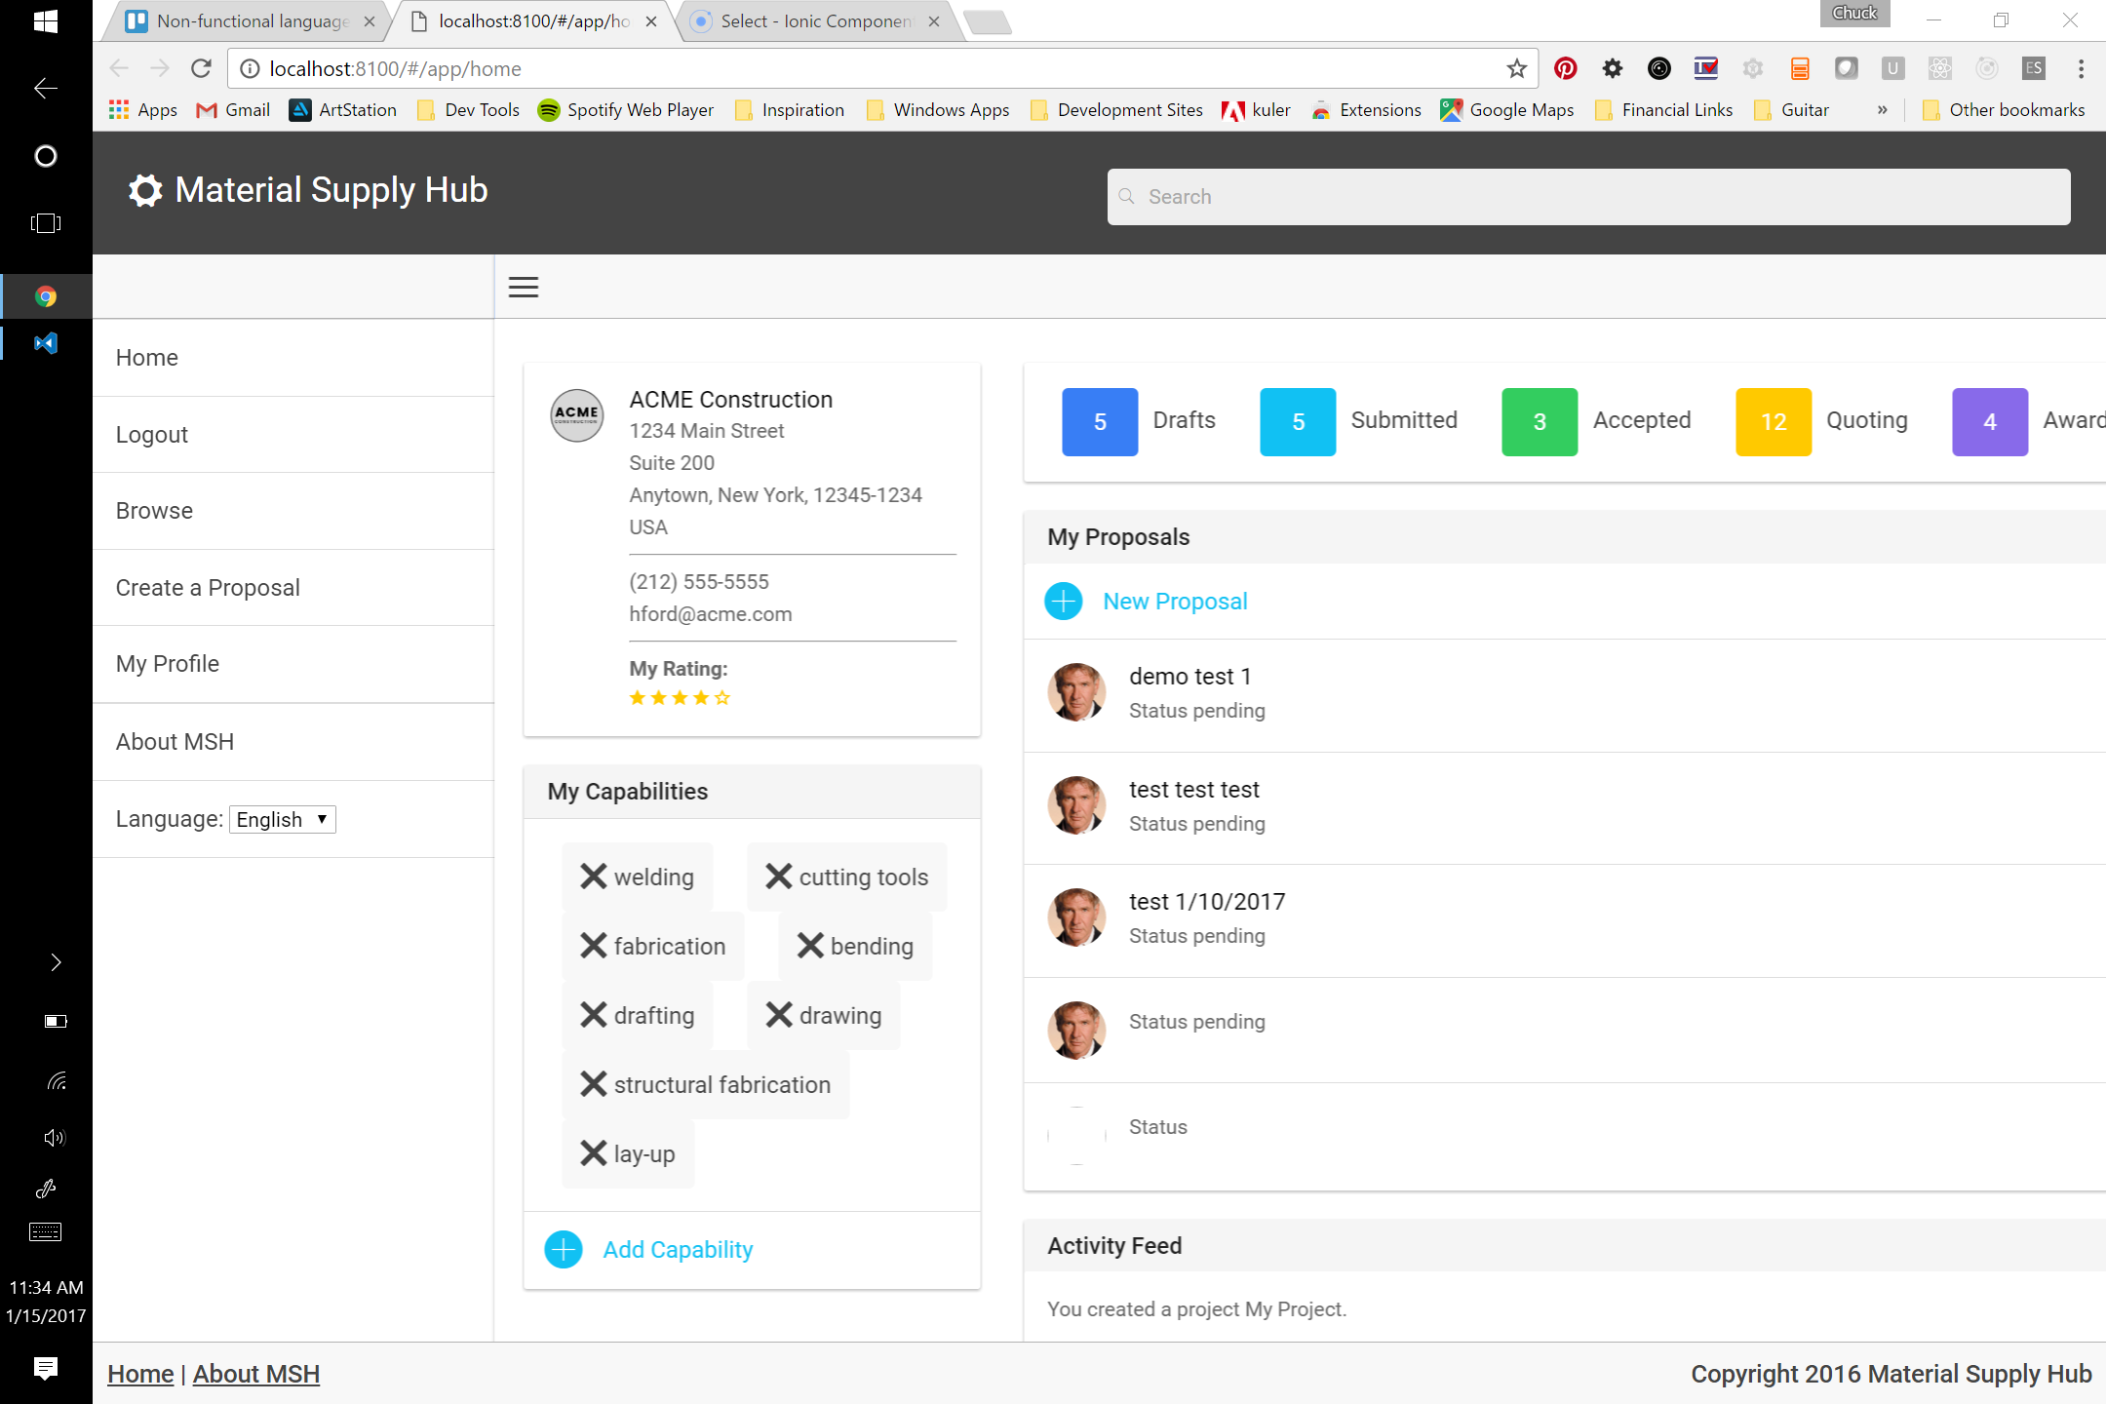 Non-functional language
localhost:8100/#/app/ho
Select - Ionic Componen
Chuck
localhost:8100/#/app/home
ES
U
Apps
Gmail
ArtStation
Dev Tools
Spotify Web Player
Inspiration
Windows Apps
Development Sites
kuler
Extensions
Google Maps
Financial Links
Guitar
»
Other bookmarks
Material Supply Hub
Search
Home
Logout
Browse
Create a Proposal
My Profile
About MSH
Language: English
ACME
CONSTRUCTION
ACME Construction
1234 Main Street
Suite 200
Anytown, New York, 12345-1234
USA
(212) 555-5555
hford@acme.com
My Rating:
My Capabilities
welding
cutting tools
fabrication
bending
drafting
drawing
structural fabrication
lay-up
Add Capability
5 Drafts
5 Submitted
3 Accepted
12 Quoting
4 Award
My Proposals
New Proposal
demo test 1
Status pending
test test test
Status pending
test 1/10/2017
Status pending
Status pending
Status
Activity Feed
You created a project My Project.
11:34 AM
1/15/2017
Home | About MSH
Copyright 2016 Material Supply Hub